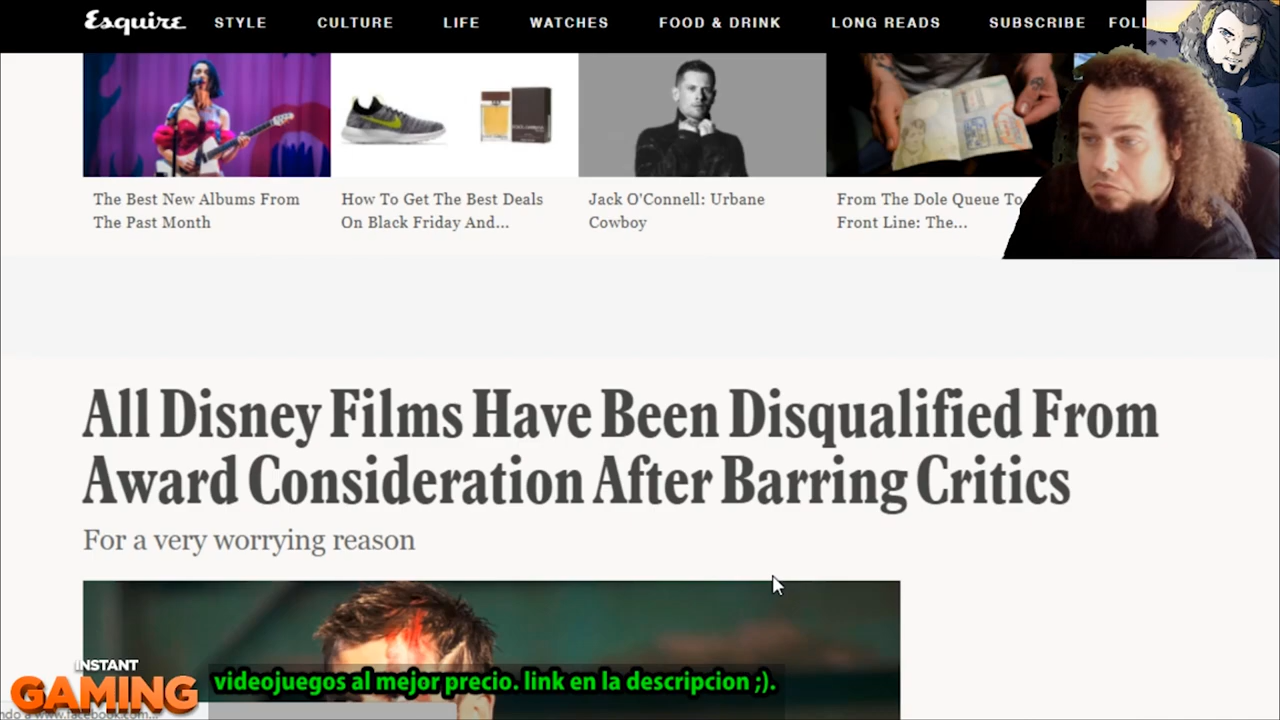 Esquire STYLE CULTURE LIFE WATCHES FOOD & DRINK LONG READS SUBSCRIBE FOLL
The Best New Albums From
The Past Month
How To Get The Best Deals
On Black Friday And...
Jack O'Connell: Urbane
Cowboy
From The Dole Queue To
Front Line: The...
All Disney Films Have Been Disqualified From
Award Consideration After Barring Critics
For a very worrying reason
INSTANT
GAMING
videojuegos al mejor precio. link en la descripcion ;).